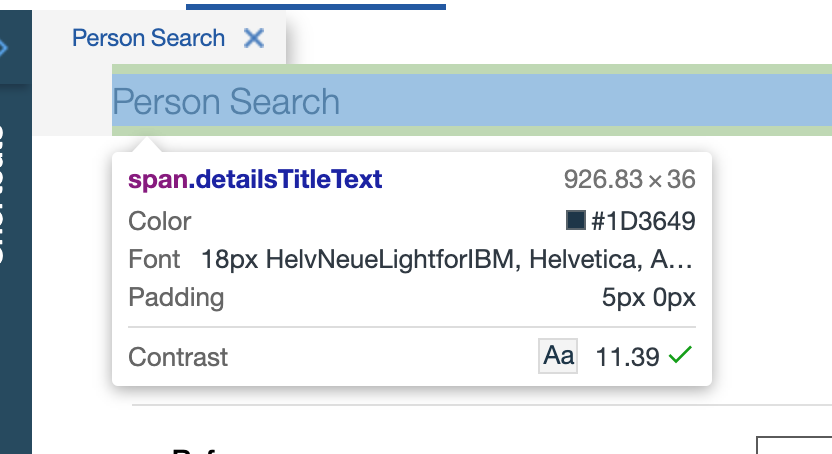 Person Search
Person Search
span.detailsTitleText 926.83 × 36
Color #1D3649
Font 18px HelvNeueLightforIBM, Helvetica, A...
Padding 5px 0px
Contrast Aa 11.39